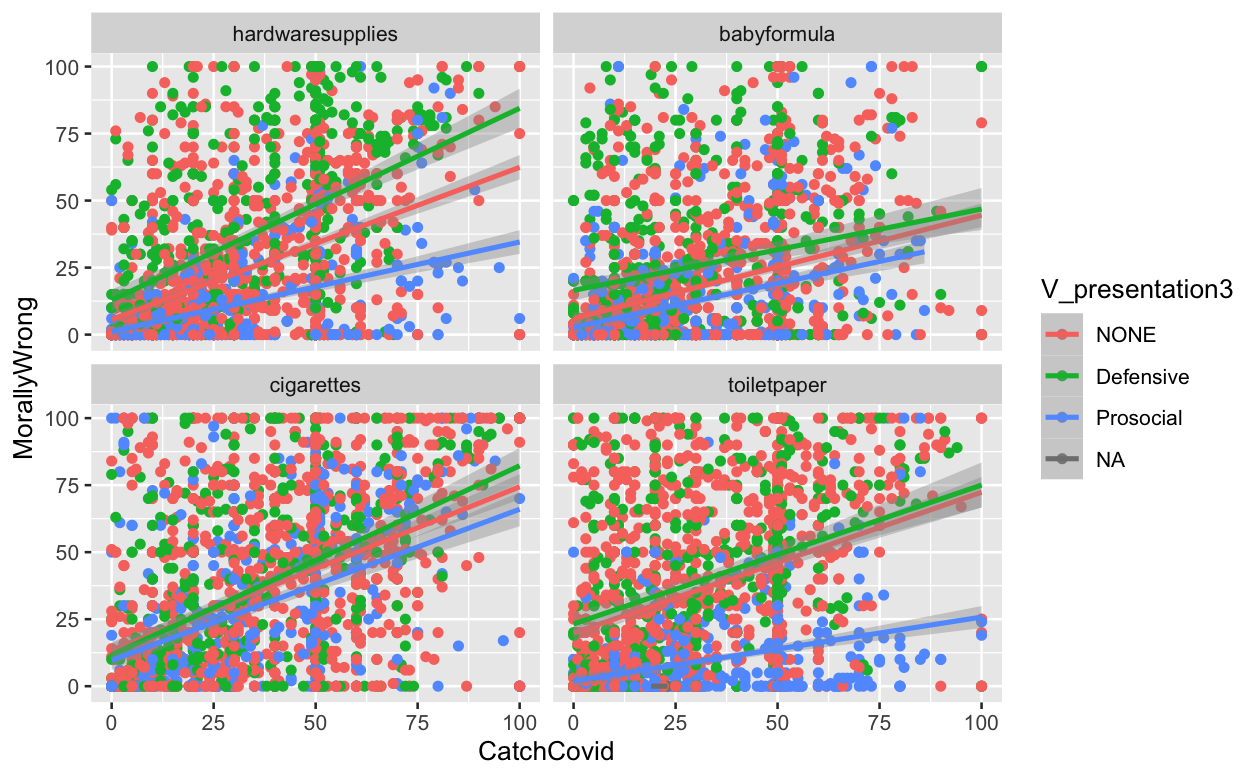 hardwaresupplies
babyformula
100
75
50
25
0
cigarettes
toiletpaper
100
75
50
25
0
0 25 50 75 100
0 25 50 75 100
CatchCovid
MorallyWrong
V_presentation3
NONE
Defensive
Prosocial
NA